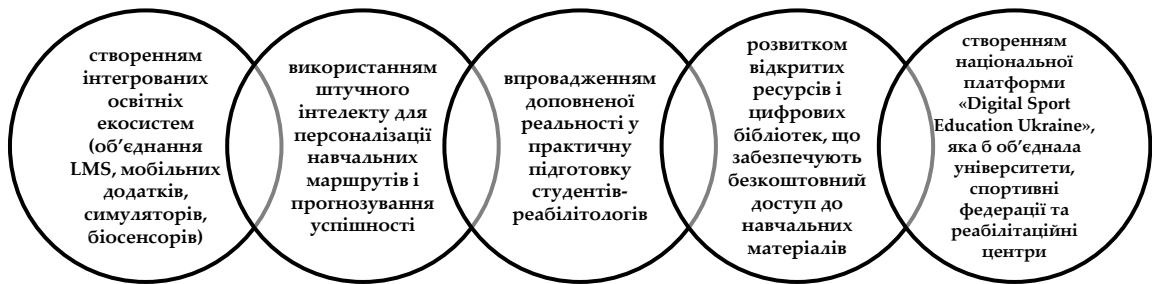 створенням
інтегрованих
освітніх
екосистем
(об’єднання
LMS, мобільних
додатків,
симуляторів,
біосенсорів)
використанням
штучного
інтелекту для
персоналізації
навчальних
маршрутів і
прогнозування
успішності
впровадженням
доповненої
реальності у
практичну
підготовку
студентів-
реабілітологів
розвитком
відкритих
ресурсів і
цифрових
бібліотек, що
забезпечують
безкоштовний
доступ до
навчальних
матеріалів
створенням
національної
платформи
«Digital Sport
Education Ukraine»,
яка б об’єднала
університети,
спортивні
федерації та
реабілітаційні
центри